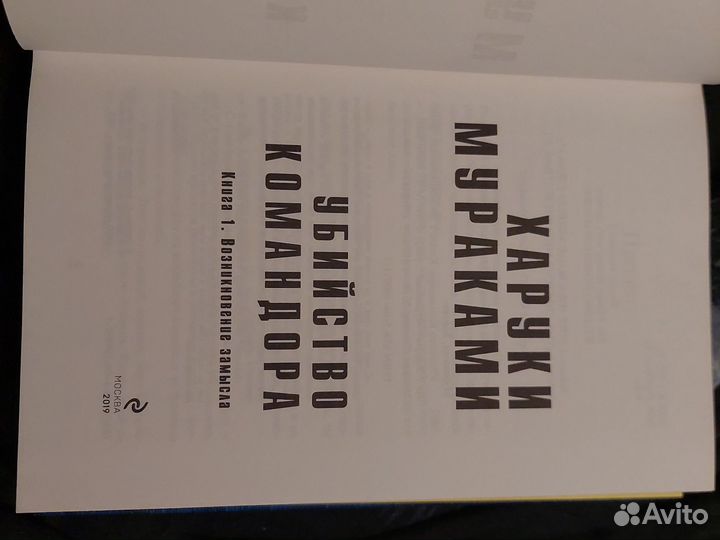 ХАРУКИ
МУРАКАМИ
УБИЙСТВО
КОМАНДОРА
Книга 1. Возникновение замысла
МОСКВА
2019
Avito